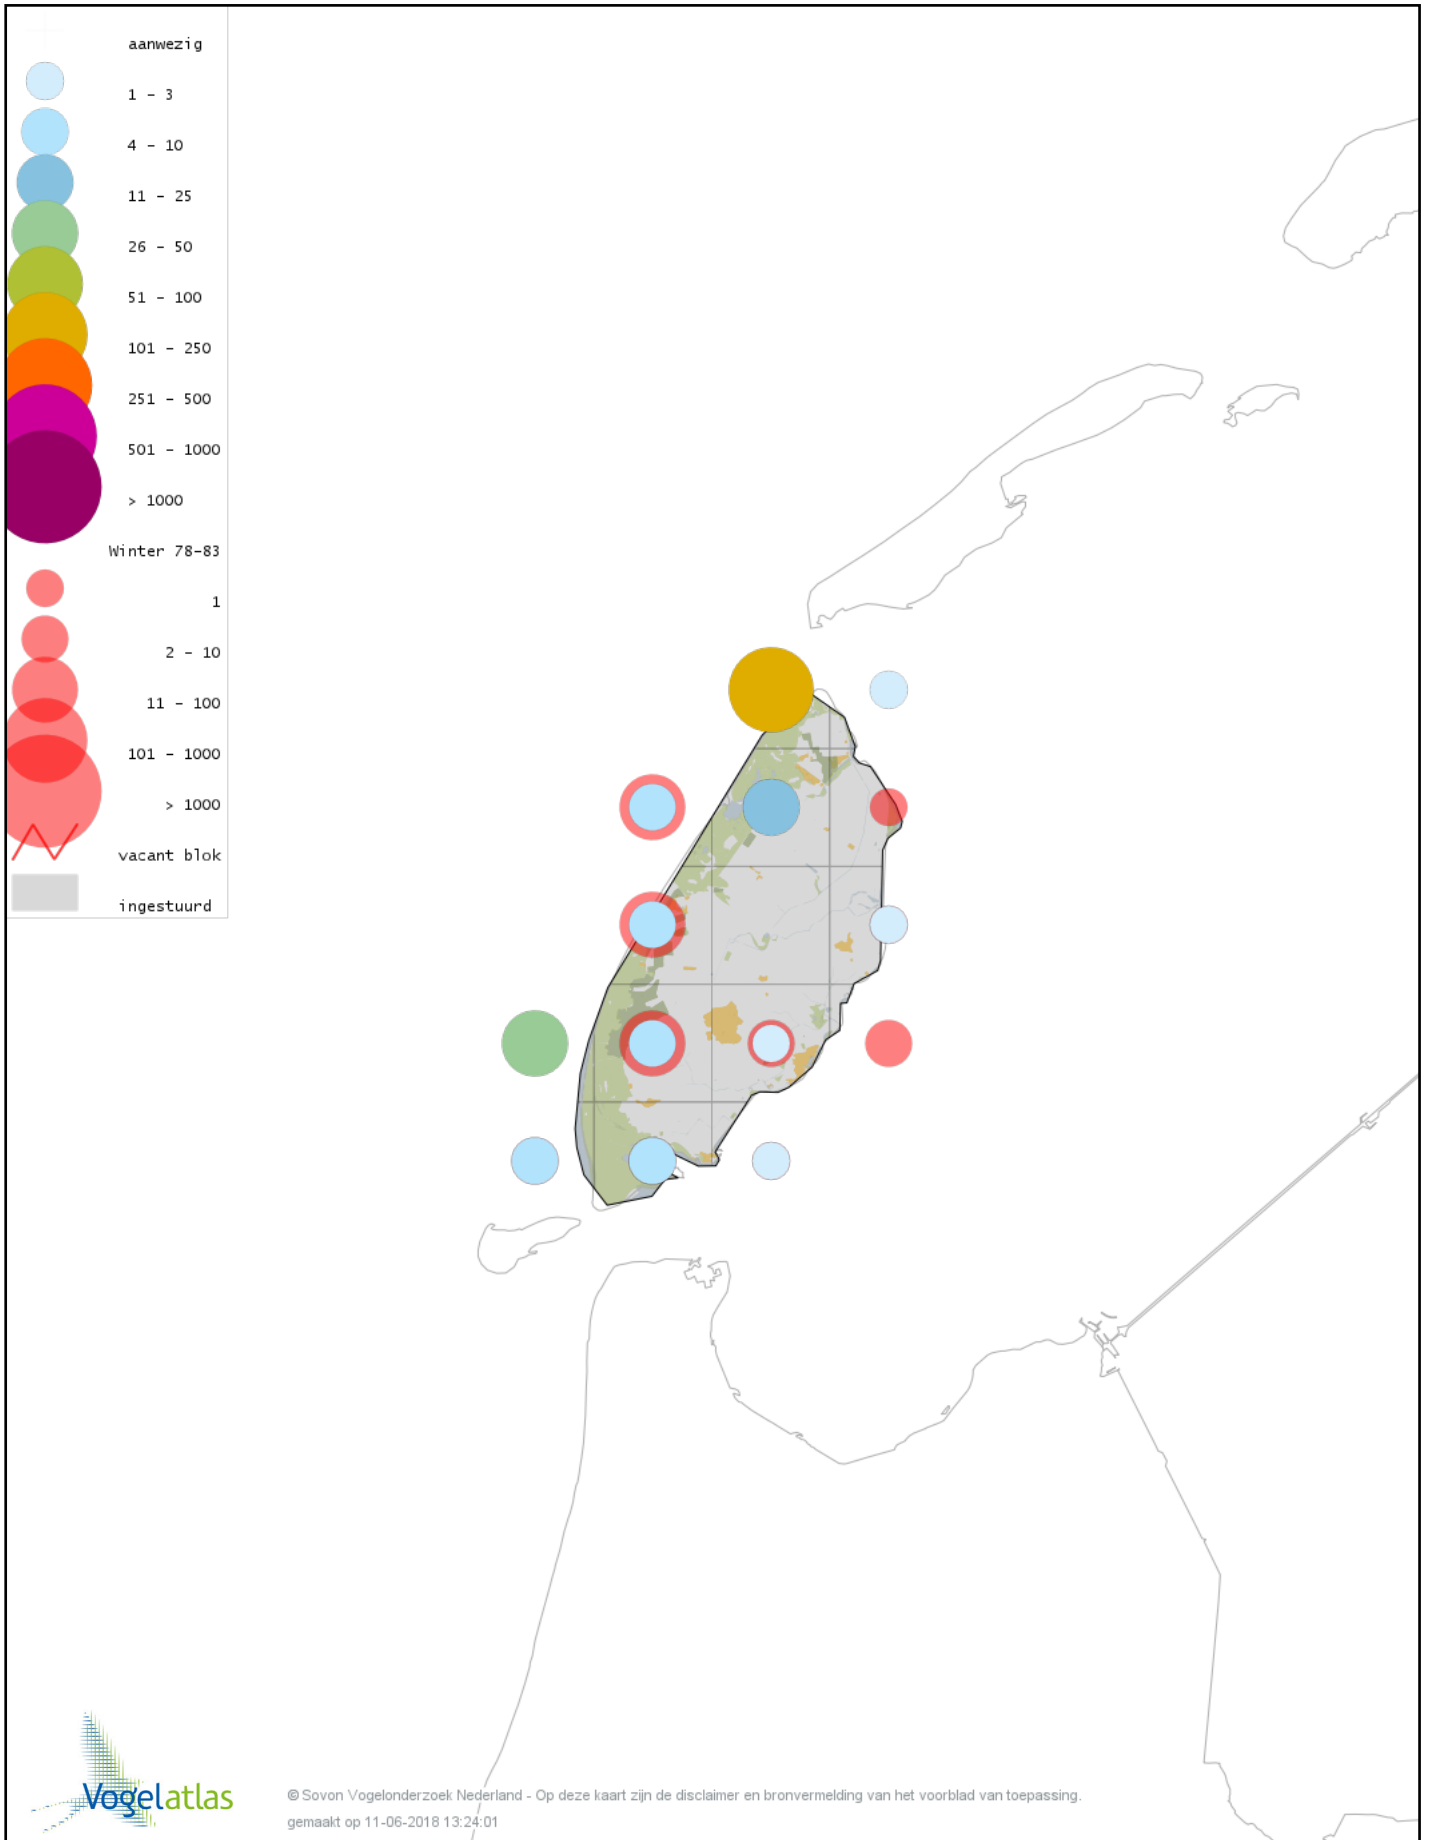 aanwezig
1 - 3
4 - 10
11 - 25
26 - 50
51 - 100
101 - 250
251 - 500
501 - 1000
> 1000
Winter 78-83
1
2 - 10
11 - 100
101 - 1000
> 1000
vacant blok
ingestuurd
Vogelatlas
© Sovon Vogelonderzoek Nederland - Op deze kaart zijn de disclaimer en bronvermelding van het voorblad van toepassing.
gemaakt op 11-06-2018 13:24:01